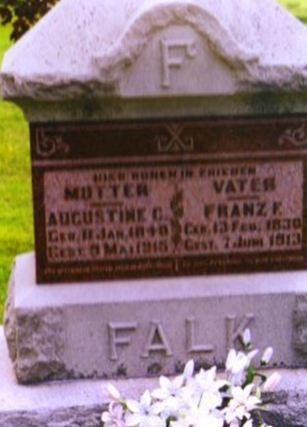 F
HIER RUHEN IN FRIEDEN
MUTTER VATER
AUGUSTINE C. FRANZ F.
GEB. 11 JAN. 1840 GEB. 13 FEB. 1830
GEST. 9 MAI 1915 GEST. 7 JUNI 1913
FALK